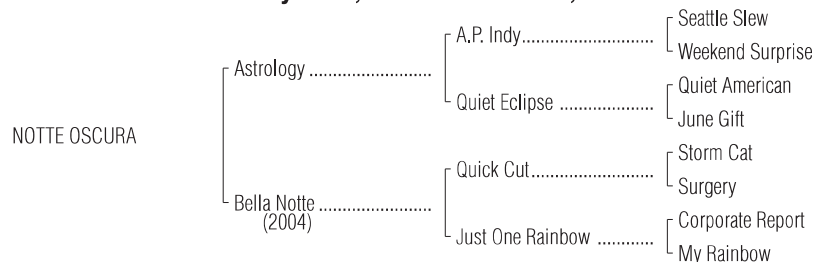 Seattle Slew
A.P. Indy
Weekend Surprise
Astrology
Quiet American
Quiet Eclipse
June Gift
NOTTE OSCURA
Storm Cat
Quick Cut
Surgery
Bella Notte
(2004)
Corporate Report
Just One Rainbow
My Rainbow